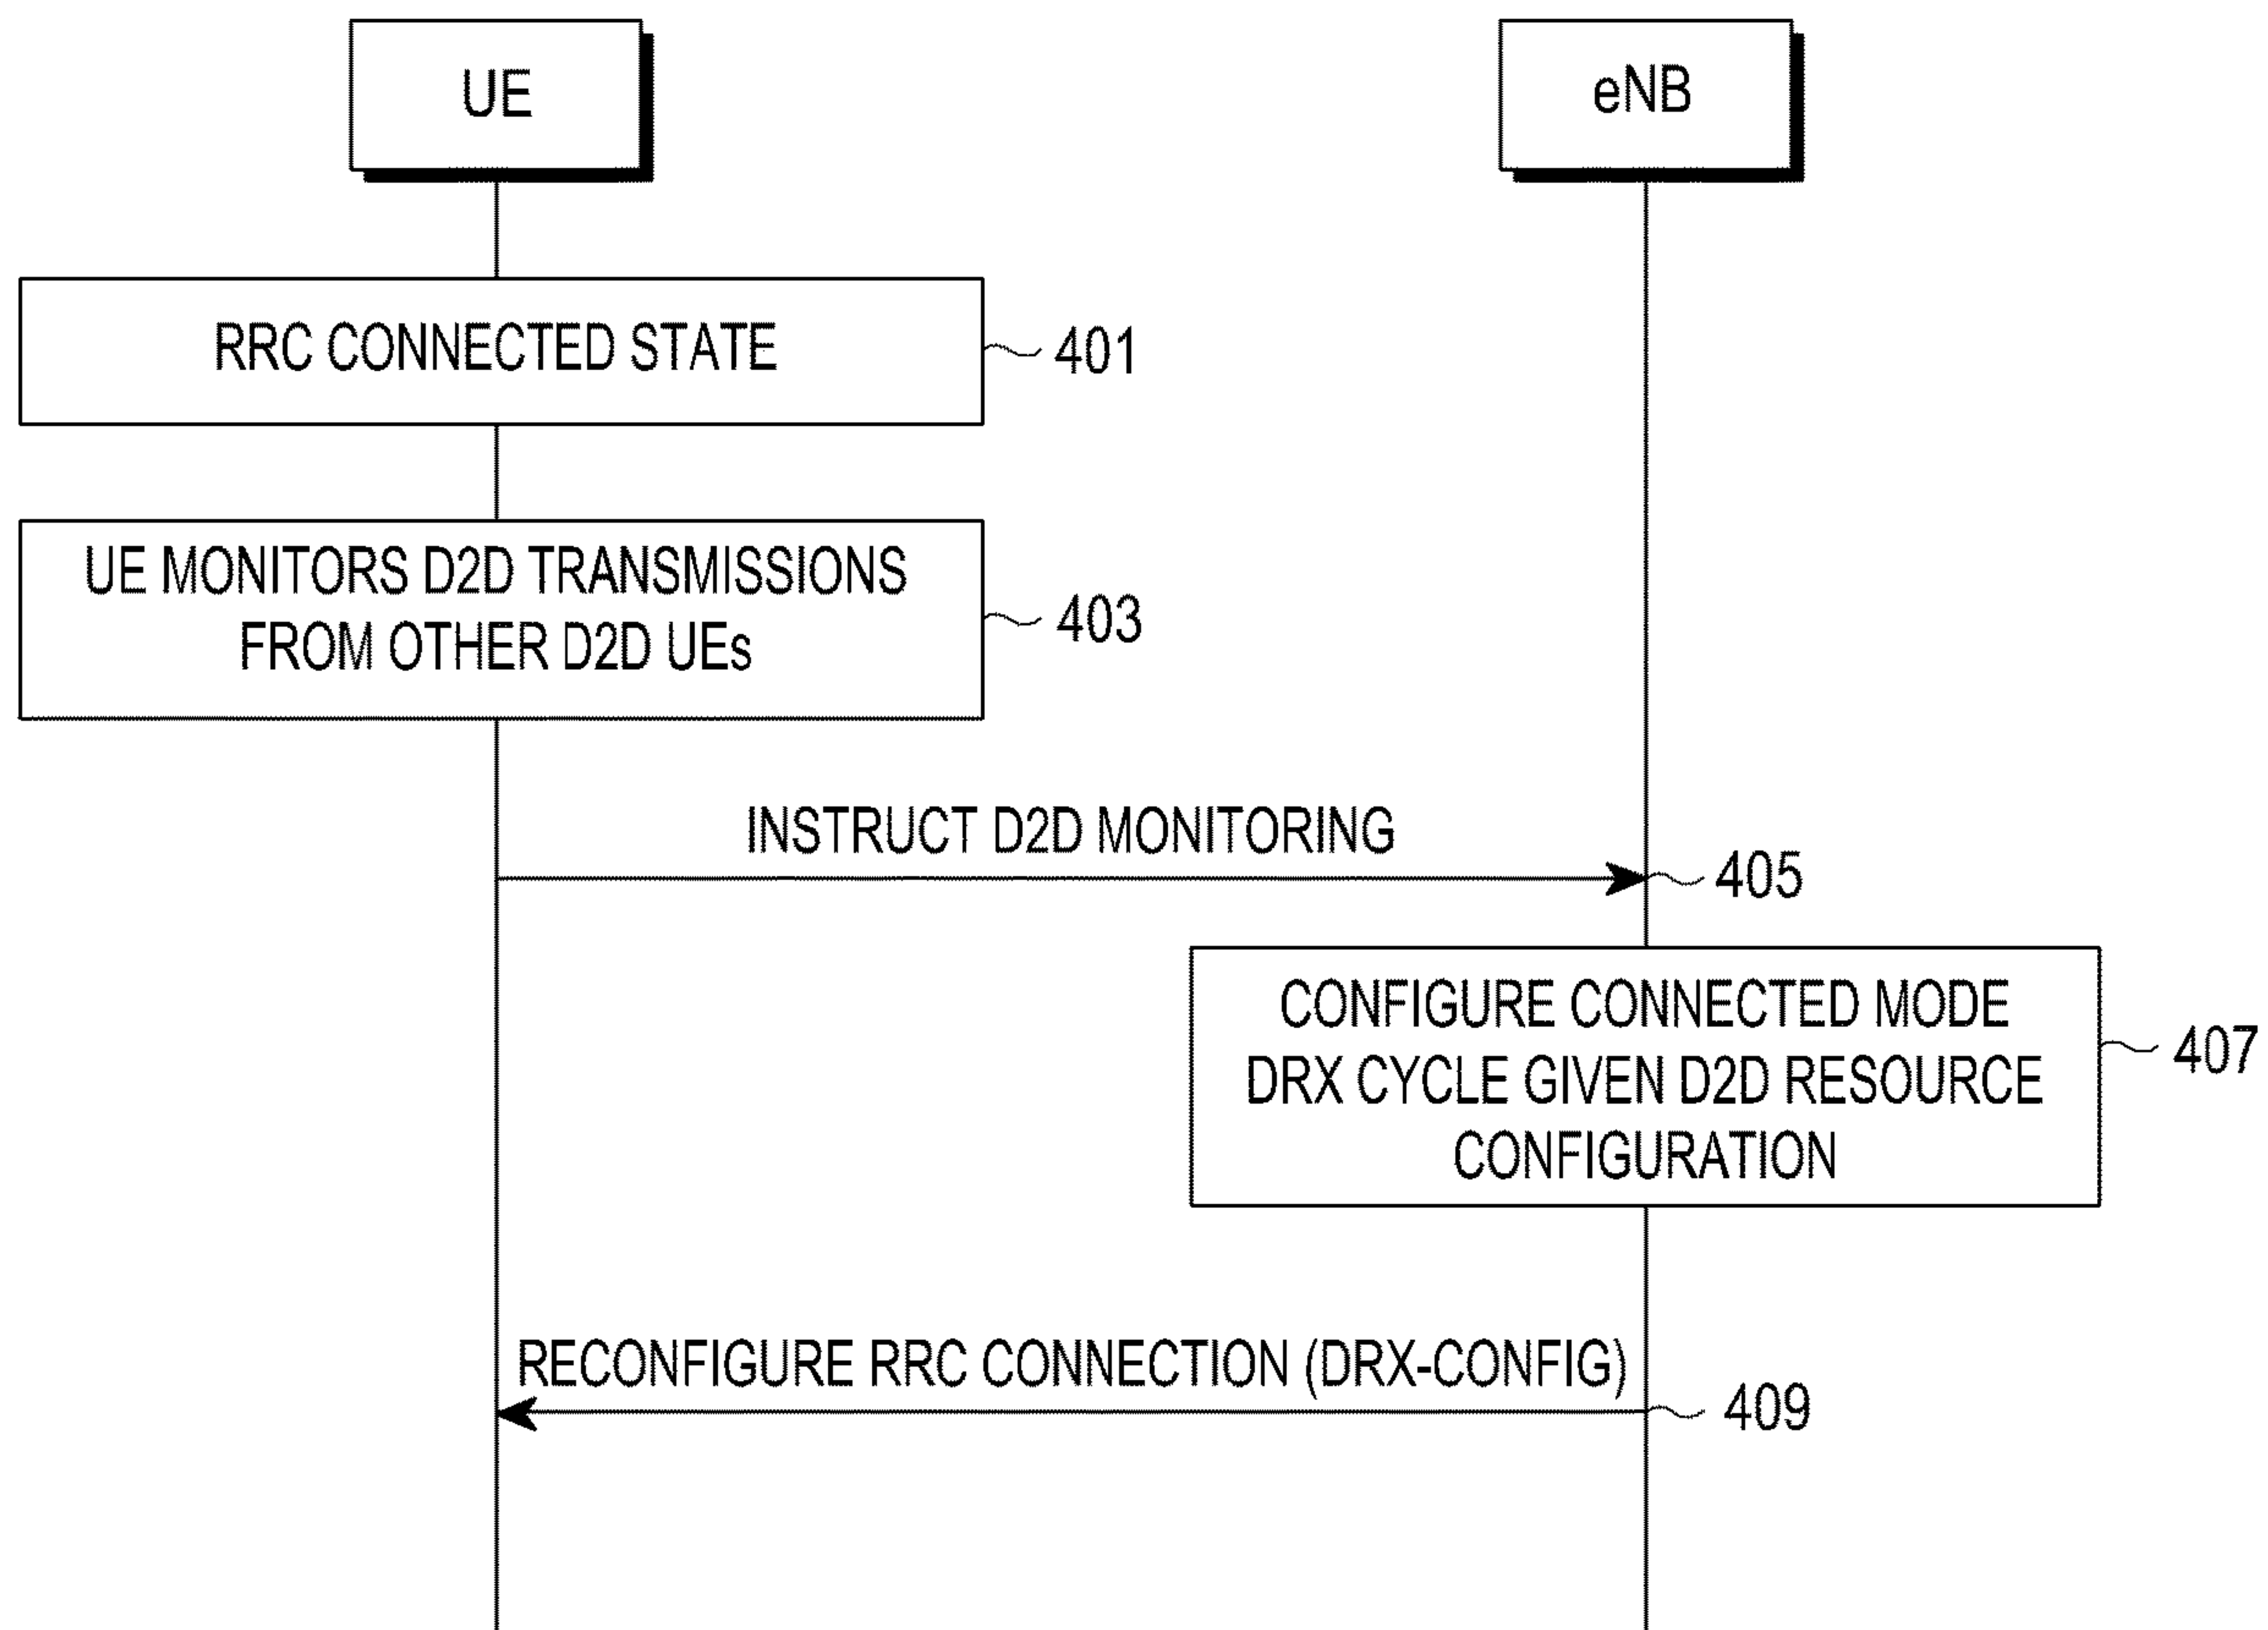 UE
eNB
RRC CONNECTED STATE
401
UE MONITORS D2D TRANSMISSIONS
FROM OTHER D2D UEs
403
INSTRUCT D2D MONITORING
405
CONFIGURE CONNECTED MODE
DRX CYCLE GIVEN D2D RESOURCE
CONFIGURATION
407
RECONFIGURE RRC CONNECTION (DRX-CONFIG)
409